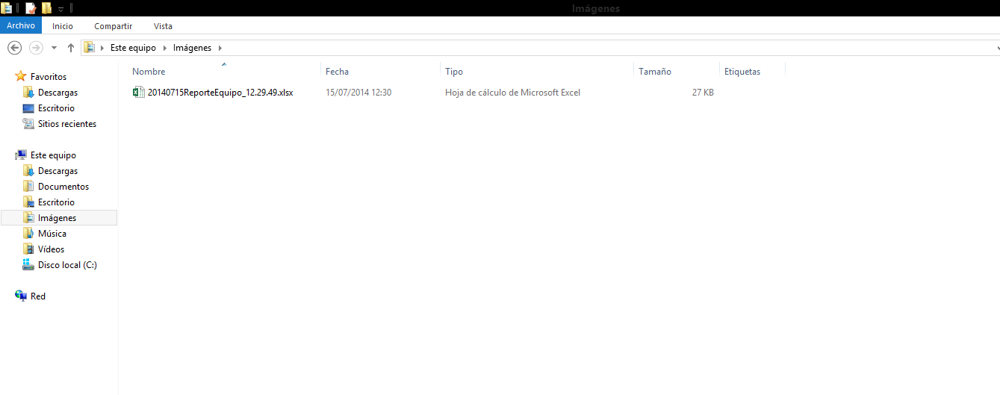 Imágenes
Archivo Inicio Compartir Vista
Este equipo Imágenes
Nombre Fecha Tipo Tamaño Etiquetas
20140715ReporteEquipo_12.29.49.xlsx 15/07/2014 12:30 Hoja de cálculo de Microsoft Excel 27 KB
Favoritos
Descargas
Escritorio
Sitios recientes
Este equipo
Descargas
Documentos
Escritorio
Imágenes
Música
Vídeos
Disco local (C:)
Red